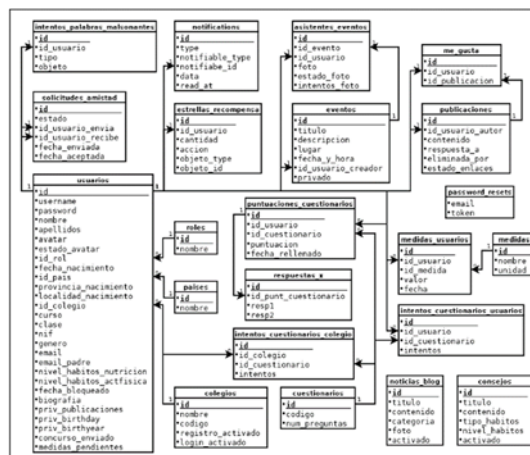 intentos_palabras_malsonantes
*id
*id_usuario
*tipo
*objeto
notifications
*id
*type
*notifiable_type
*notifiabe_id
*data
*read_at
asistentes_eventos
*id
*id_evento
*id_usuario
*foto
*estado_foto
*intentos_foto
me_gusta
*id
*id_usuario
*id_publicacion
solicitudes_amistad
*id
*estado
*id_usuario_envia
*id_usuario_recibe
*fecha_enviada
*fecha_aceptada
estrellas_recompensa
*id
*id_usuario
*cantidad
*accion
*objeto_type
*objeto_id
eventos
*id
*titulo
*descripcion
*lugar
*fecha_y_hora
*id_usuario_creador
*privado
publicaciones
*id
*id_usuario_autor
*contenido
*respuesta_a
*eliminada_por
*estado_enlaces
usuarios
*id
*username
*password
*nombre
*apellidos
*avatar
*estado_avatar
*id_rol
*fecha_nacimiento
*id_pais
*provincia_nacimiento
*localidad_nacimiento
*id_colegio
*curso
*clase
*nif
*genero
*email
*email_padre
*nivel_habitos_nutricion
*nivel_habitos_actfisica
*fecha_bloqueado
*biografia
*priv_publicaciones
*priv_birthday
*priv_birthyear
*concurso_enviado
*medidas_pendientes
roles
*id
*nombre
paises
*id
*nombre
puntuaciones_cuestionarios
*id
*id_usuario
*id_cuestionario
*puntuacion
*fecha_rellenado
password_resets
*email
*token
medidas_usuarios
*id
*id_usuario
*id_medida
*valor
*fecha
medidas
*id
*nombre
*unidad
respuestas_x
*id
*id_punt_cuestionario
*resp1
*resp2
intentos_cuestionarios_colegio
*id
*id_colegio
*id_cuestionario
*intentos
intentos_cuestionarios_usuarios
*id
*id_usuario
*id_cuestionario
*intentos
colegios
*id
*nombre
*codigo
*registro_activado
*login_activado
cuestionarios
*id
*codigo
*num_preguntas
noticias_blog
*id
*titulo
*contenido
*categoria
*foto
*activado
consejos
*id
*titulo
*contenido
*tipo_habitos
*nivel_habitos
*activado